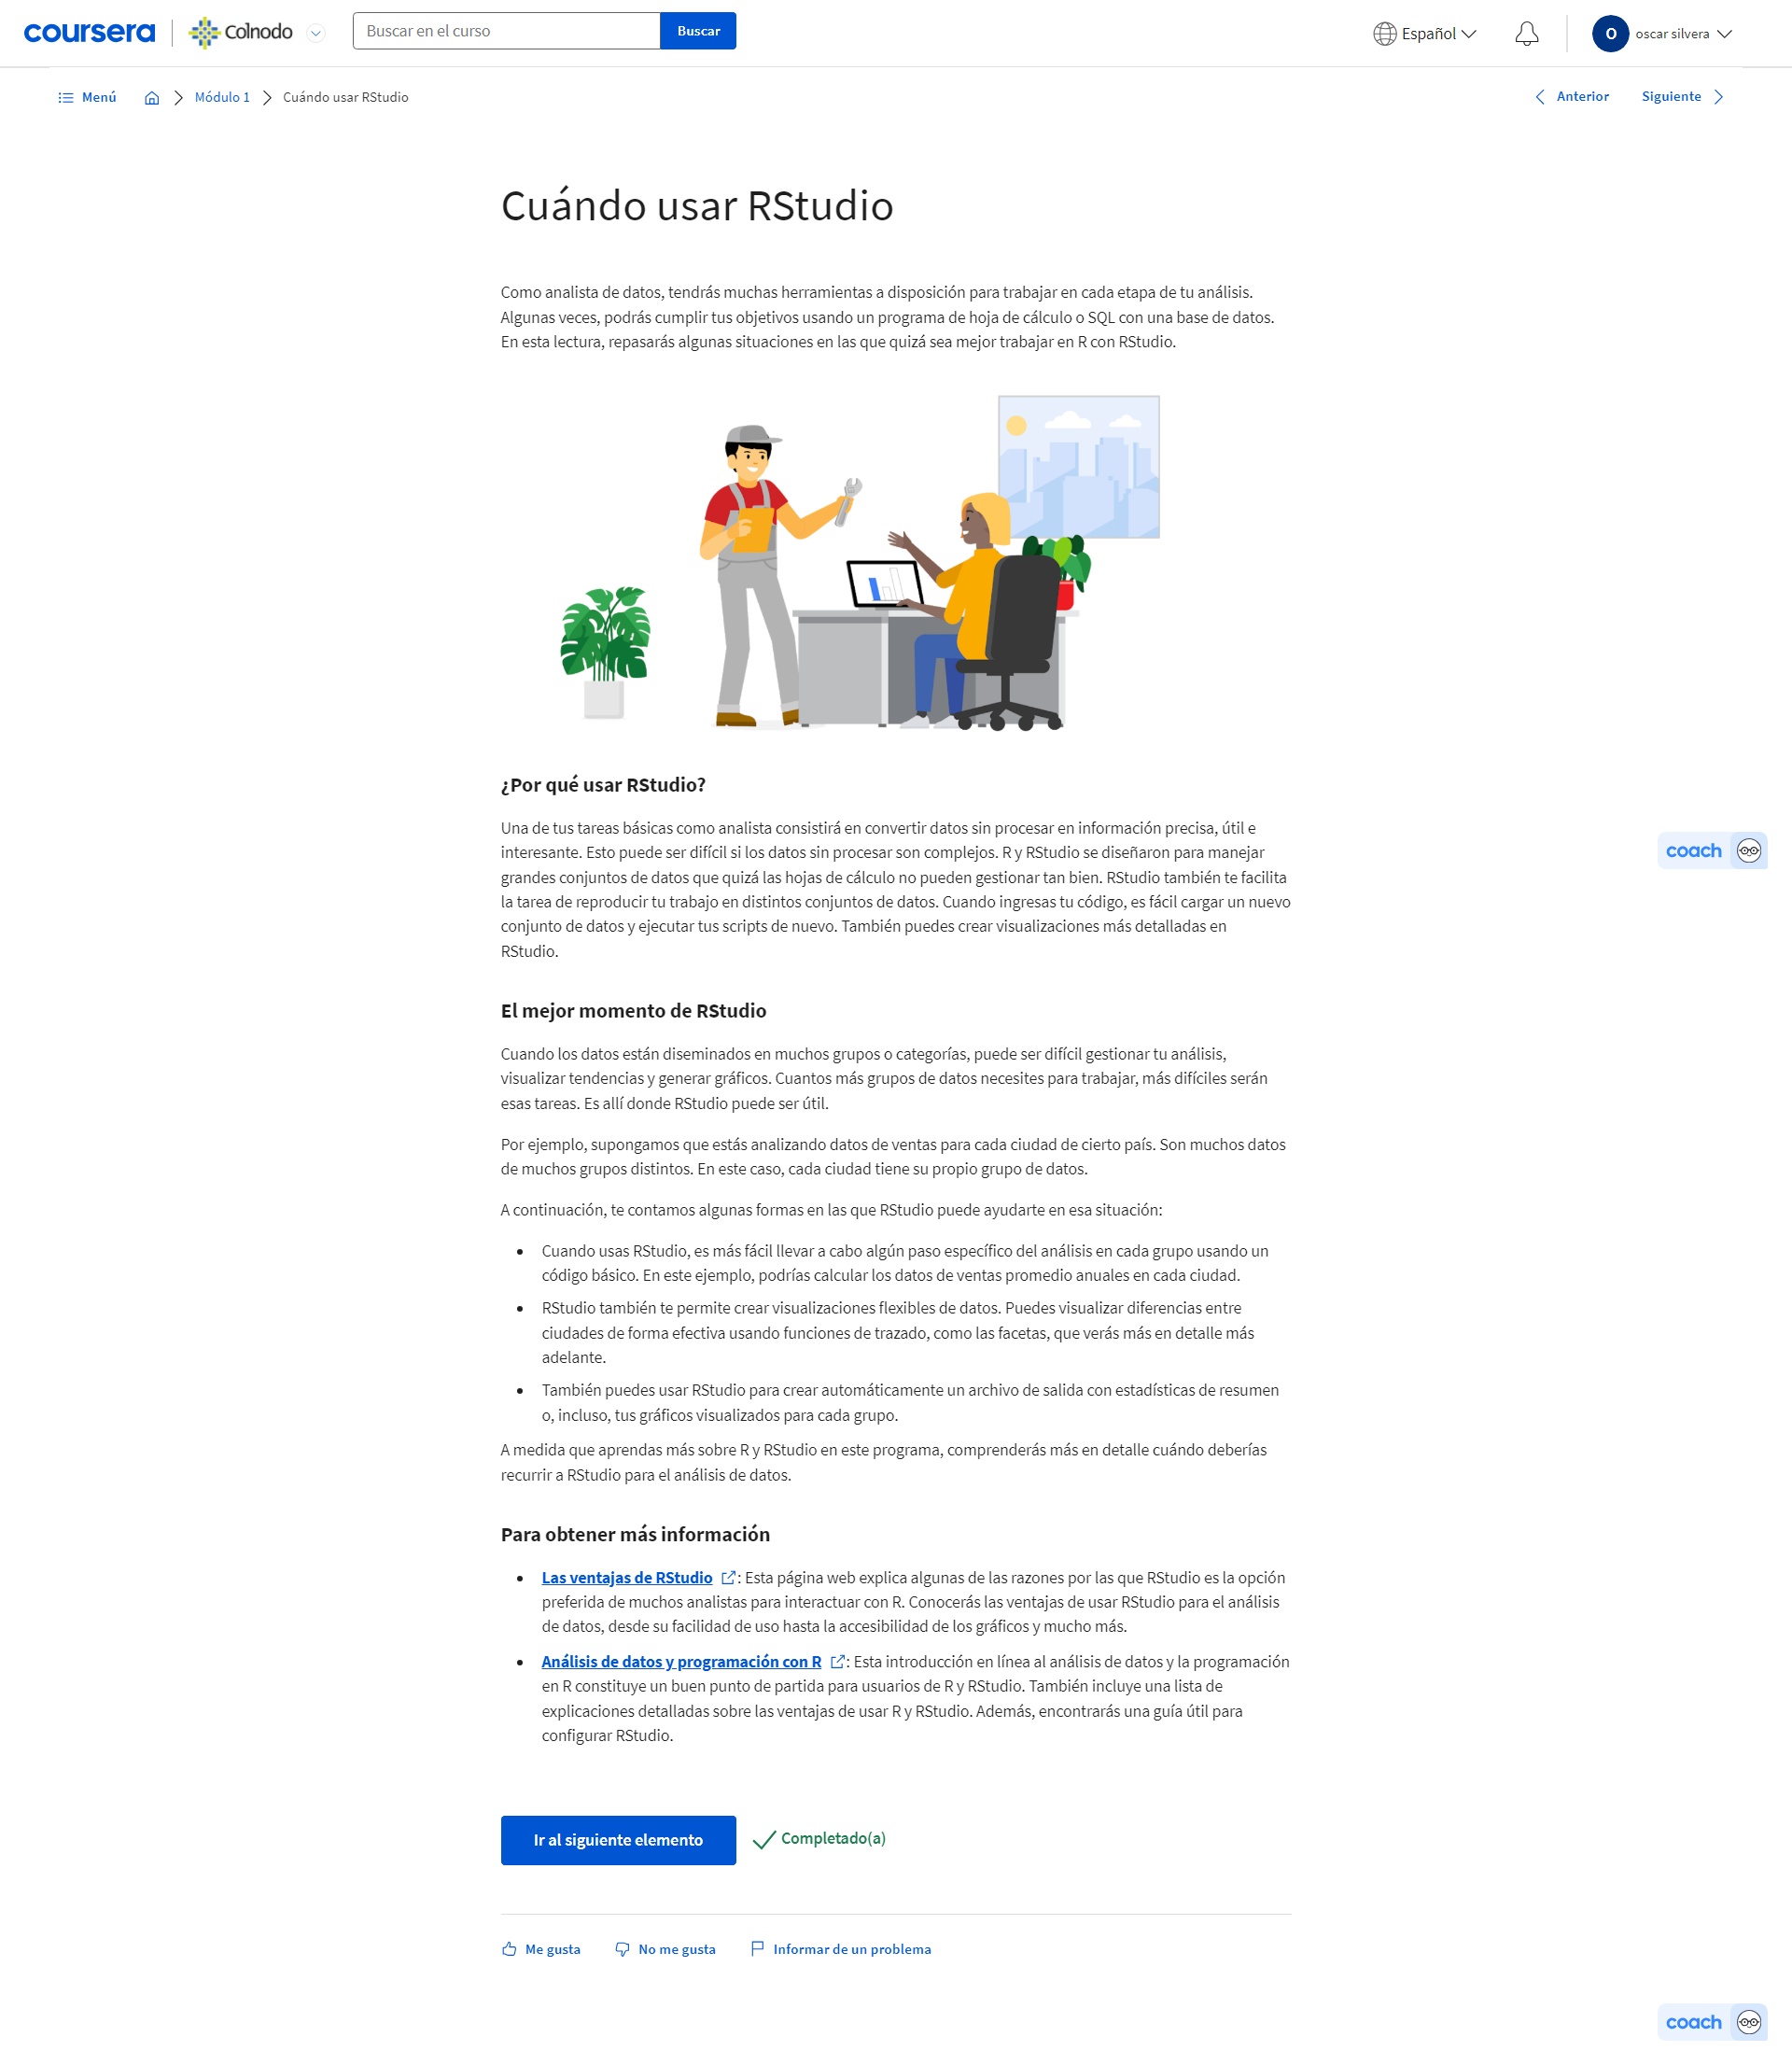 coursera
Colnodo
Buscar en el curso
Buscar
Español
O
oscar silvera
Menú
Módulo 1
Cuándo usar RStudio
Anterior
Siguiente
Cuándo usar RStudio
Como analista de datos, tendrás muchas herramientas a disposición para trabajar en cada etapa de tu análisis.
Algunas veces, podrás cumplir tus objetivos usando un programa de hoja de cálculo o SQL con una base de datos.
En esta lectura, repasarás algunas situaciones en las que quizá sea mejor trabajar en R con RStudio.
¿Por qué usar RStudio?
Una de tus tareas básicas como analista consistirá en convertir datos sin procesar en información precisa, útil e
interesante. Esto puede ser difícil si los datos sin procesar son complejos. R y RStudio se diseñaron para manejar
grandes conjuntos de datos que quizá las hojas de cálculo no pueden gestionar tan bien. RStudio también te facilita
la tarea de reproducir tu trabajo en distintos conjuntos de datos. Cuando ingresas tu código, es fácil cargar un nuevo
conjunto de datos y ejecutar tus scripts de nuevo. También puedes crear visualizaciones más detalladas en
RStudio.
coach
El mejor momento de RStudio
Cuando los datos están diseminados en muchos grupos o categorías, puede ser difícil gestionar tu análisis,
visualizar tendencias y generar gráficos. Cuantos más grupos de datos necesites para trabajar, más difíciles serán
esas tareas. Es allí donde RStudio puede ser útil.
Por ejemplo, supongamos que estás analizando datos de ventas para cada ciudad de cierto país. Son muchos datos
de muchos grupos distintos. En este caso, cada ciudad tiene su propio grupo de datos.
A continuación, te contamos algunas formas en las que RStudio puede ayudarte en esa situación:
Cuando usas RStudio, es más fácil llevar a cabo algún paso específico del análisis en cada grupo usando un
código básico. En este ejemplo, podrías calcular los datos de ventas promedio anuales en cada ciudad.
RStudio también te permite crear visualizaciones flexibles de datos. Puedes visualizar diferencias entre
ciudades de forma efectiva usando funciones de trazado, como las facetas, que verás más en detalle más
adelante.
También puedes usar RStudio para crear automáticamente un archivo de salida con estadísticas de resumen
o, incluso, tus gráficos visualizados para cada grupo.
A medida que aprendas más sobre R y RStudio en este programa, comprenderás más en detalle cuándo deberías
recurrir a RStudio para el análisis de datos.
Para obtener más información
Las ventajas de RStudio : Esta página web explica algunas de las razones por las que RStudio es la opción
preferida de muchos analistas para interactuar con R. Conocerás las ventajas de usar RStudio para el análisis
de datos, desde su facilidad de uso hasta la accesibilidad de los gráficos y mucho más.
Análisis de datos y programación con R : Esta introducción en línea al análisis de datos y la programación
en R constituye un buen punto de partida para usuarios de R y RStudio. También incluye una lista de
explicaciones detalladas sobre las ventajas de usar R y RStudio. Además, encontrarás una guía útil para
configurar RStudio.
Ir al siguiente elemento
Completado(a)
Me gusta
No me gusta
Informar de un problema
coach